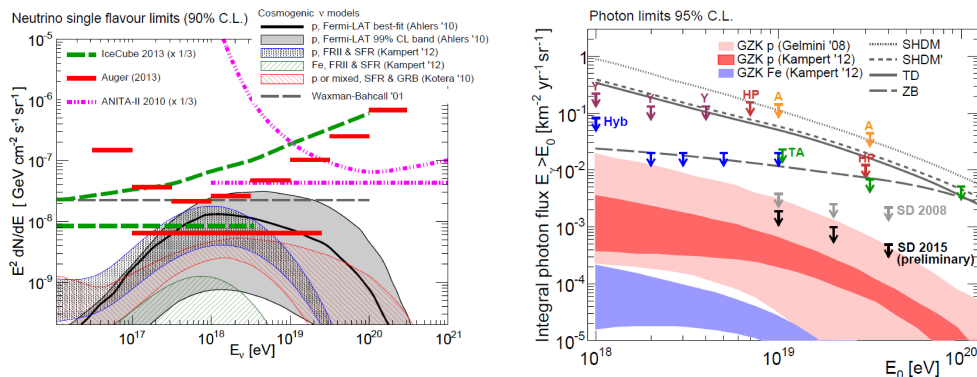 Neutrino single flavour limits (90% C.L.)
Cosmogenic ν models
p, Fermi-LAT best-fit (Ahlers '10)
p, Fermi-LAT 99% CL band (Ahlers '10)
p, FRII & SFR (Kampert '12)
Fe, FRII & SFR (Kampert '12)
p or mixed, SFR & GRB (Kotera '10)
Waxman-Bahcall '01
IceCube 2013 (x 1/3)
Auger (2013)
ANITA-II 2010 (x 1/3)
E² dN/dE [ GeV cm⁻² s⁻¹ sr⁻¹ ]
10⁻⁵
10⁻⁶
10⁻⁷
10⁻⁸
10⁻⁹
10¹⁷ 10¹⁸ 10¹⁹ 10²⁰ 10²¹
Eν [eV]
Photon limits 95% C.L.
GZK p (Gelmini '08)
GZK p (Kampert '12)
GZK Fe (Kampert '12)
SHDM
SHDM'
TD
ZB
Integral photon flux Eγ>E₀ [km⁻² yr⁻¹ sr⁻¹]
1
10⁻¹
10⁻²
10⁻³
10⁻⁴
10⁻⁵
Y Y Y HP A
Hyb
A
TA
HP
SD 2008
SD 2015
(preliminary)
10¹⁸ 10¹⁹ 10²⁰
E₀ [eV]